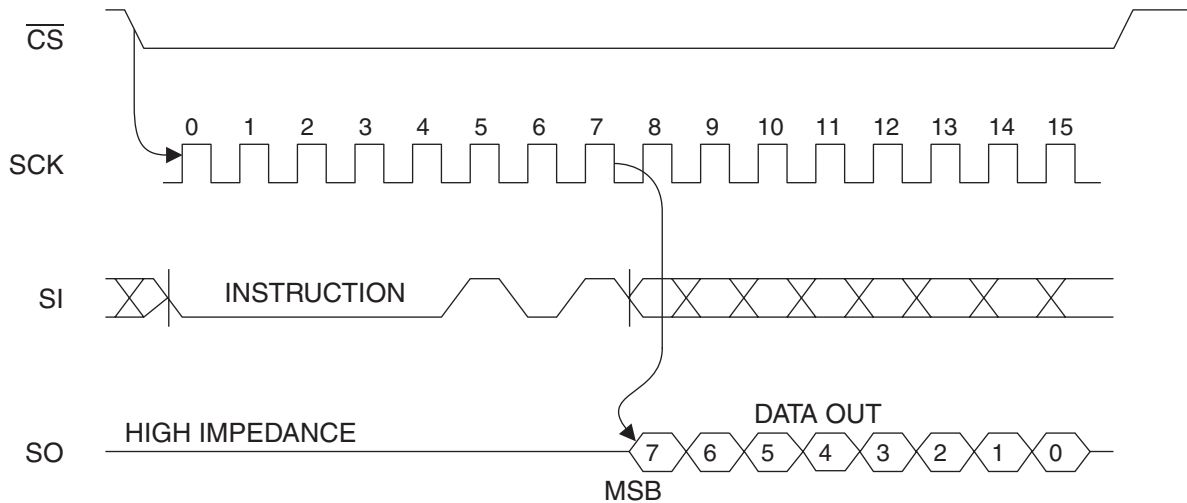 CS
0 1 2 3 4 5 6 7 8 9 10 11 12 13 14 15
SCK
SI
INSTRUCTION
DATA OUT
HIGH IMPEDANCE
SO
7 6 5 4 3 2 1 0
MSB